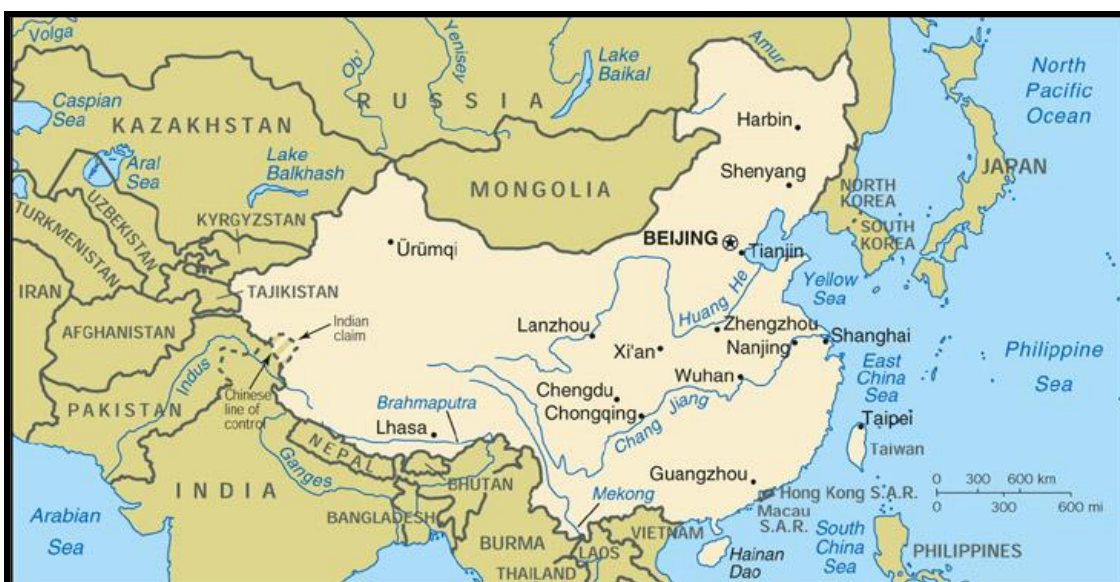 Volga
Ob'
Yenisey
Lake
Baikal
Amur
North
Pacific
Ocean
RUSSIA
Caspian
Sea
KAZAKHSTAN
Harbin
Aral
Sea
Lake
Balkhash
MONGOLIA
Shenyang
JAPAN
NORTH
KOREA
UZBEKISTAN
TURKMENISTAN
KYRGYZSTAN
Ürümqi
BEIJING
Tianjin
SOUTH
KOREA
IRAN
TAJIKISTAN
Huang He
Yellow
Sea
AFGHANISTAN
Indian
claim
Lanzhou
Zhengzhou
Xi'an
Nanjing
Shanghai
Philippine
Sea
Indus
Chinese
line of
control
Wuhan
East
China
Sea
PAKISTAN
Brahmaputra
Chengdu
Chongqing
Chang Jiang
Taipei
Lhasa
Taiwan
NEPAL
Ganges
BHUTAN
Guangzhou
0 300 600 km
0 300 600 mi
INDIA
Mekong
Hong Kong S.A.R.
Macau
S.A.R.
BANGLADESH
Arabian
Sea
BURMA
VIETNAM
LAOS
Hainan
Dao
South
China
Sea
PHILIPPINES
THAILAND